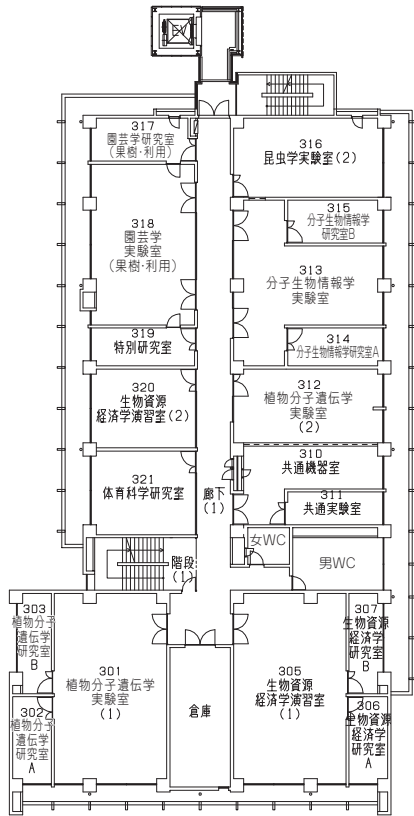 EV
317
園芸学研究室
(果樹・利用)
316
昆虫学実験室(2)
315
分子生物情報学
研究室B
318
園芸学
実験室
(果樹・利用)
313
分子生物情報学
実験室
319
特別研究室
314
分子生物情報学研究室A
320
生物資源
経済学演習室(2)
312
植物分子遺伝学
実験室
(2)
310
共通機器室
321
体育科学研究室
廊下
(1)
311
共通実験室
女WC
階段
(1)
男WC
303
植物分子
遺伝学
研究室
B
307
生物資源
経済学
研究室
B
301
植物分子遺伝学
実験室
(1)
305
生物資源
経済学演習室
(1)
倉庫
302
植物分子
遺伝学
研究室
A
306
生物資源
経済学
研究室
A